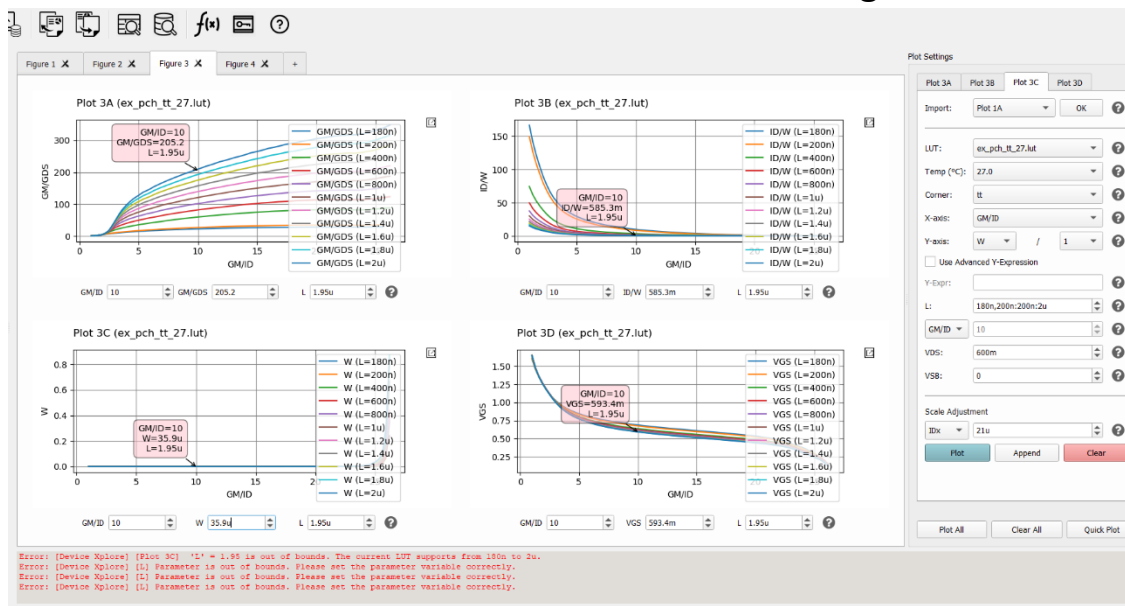 f(x)
Figure 1 Figure 2 Figure 3 Figure 4 +
Plot 3A (ex_pch_tt_27.lut)
GM/ID=10
GM/GDS=205.2
L=1.95u
GM/GDS (L=180n)
GM/GDS (L=200n)
GM/GDS (L=400n)
GM/GDS (L=600n)
GM/GDS (L=800n)
GM/GDS (L=1u)
GM/GDS (L=1.2u)
GM/GDS (L=1.4u)
GM/GDS (L=1.6u)
GM/GDS (L=1.8u)
GM/GDS (L=2u)
GM/GDS
300
200
100
0
0 5 10 15 20
GM/ID
GM/ID 10 GM/GDS 205.2 L 1.95u
Plot 3B (ex_pch_tt_27.lut)
GM/ID=10
ID/W=585.3m
L=1.95u
ID/W (L=180n)
ID/W (L=200n)
ID/W (L=400n)
ID/W (L=600n)
ID/W (L=800n)
ID/W (L=1u)
ID/W (L=1.2u)
ID/W (L=1.4u)
ID/W (L=1.6u)
ID/W (L=1.8u)
ID/W (L=2u)
ID/W
150
100
50
0
0 5 10 15 20
GM/ID
GM/ID 10 ID/W 585.3m L 1.95u
Plot 3C (ex_pch_tt_27.lut)
GM/ID=10
W=35.9u
L=1.95u
W (L=180n)
W (L=200n)
W (L=400n)
W (L=600n)
W (L=800n)
W (L=1u)
W (L=1.2u)
W (L=1.4u)
W (L=1.6u)
W (L=1.8u)
W (L=2u)
W
0.8
0.6
0.4
0.2
0.0
0 5 10 15 20
GM/ID
GM/ID 10 W 35.9u L 1.95u
Plot 3D (ex_pch_tt_27.lut)
GM/ID=10
VGS=593.4m
L=1.95u
VGS (L=180n)
VGS (L=200n)
VGS (L=400n)
VGS (L=600n)
VGS (L=800n)
VGS (L=1u)
VGS (L=1.2u)
VGS (L=1.4u)
VGS (L=1.6u)
VGS (L=1.8u)
VGS (L=2u)
VGS
1.50
1.25
1.00
0.75
0.50
0.25
0 5 10 15 20
GM/ID
GM/ID 10 VGS 593.4m L 1.95u
Plot Settings
Plot 3A Plot 3B Plot 3C Plot 3D
Import: Plot 1A OK
LUT: ex_pch_tt_27.lut
Temp (°C): 27.0
Corner: tt
X-axis: GM/ID
Y-axis: W / 1
Use Advanced Y-Expression
Y-Expr:
L: 180n,200n:200n:2u
GM/ID 10
VDS: 600m
VSB: 0
Scale Adjustment
IDx 21u
Plot Append Clear
Plot All Clear All Quick Plot
Error: [Device Xplore] [Plot 3C] 'L' = 1.95 is out of bounds. The current LUT supports from 180n to 2u.
Error: [Device Xplore] [L] Parameter is out of bounds. Please set the parameter variable correctly.
Error: [Device Xplore] [L] Parameter is out of bounds. Please set the parameter variable correctly.
Error: [Device Xplore] [L] Parameter is out of bounds. Please set the parameter variable correctly.